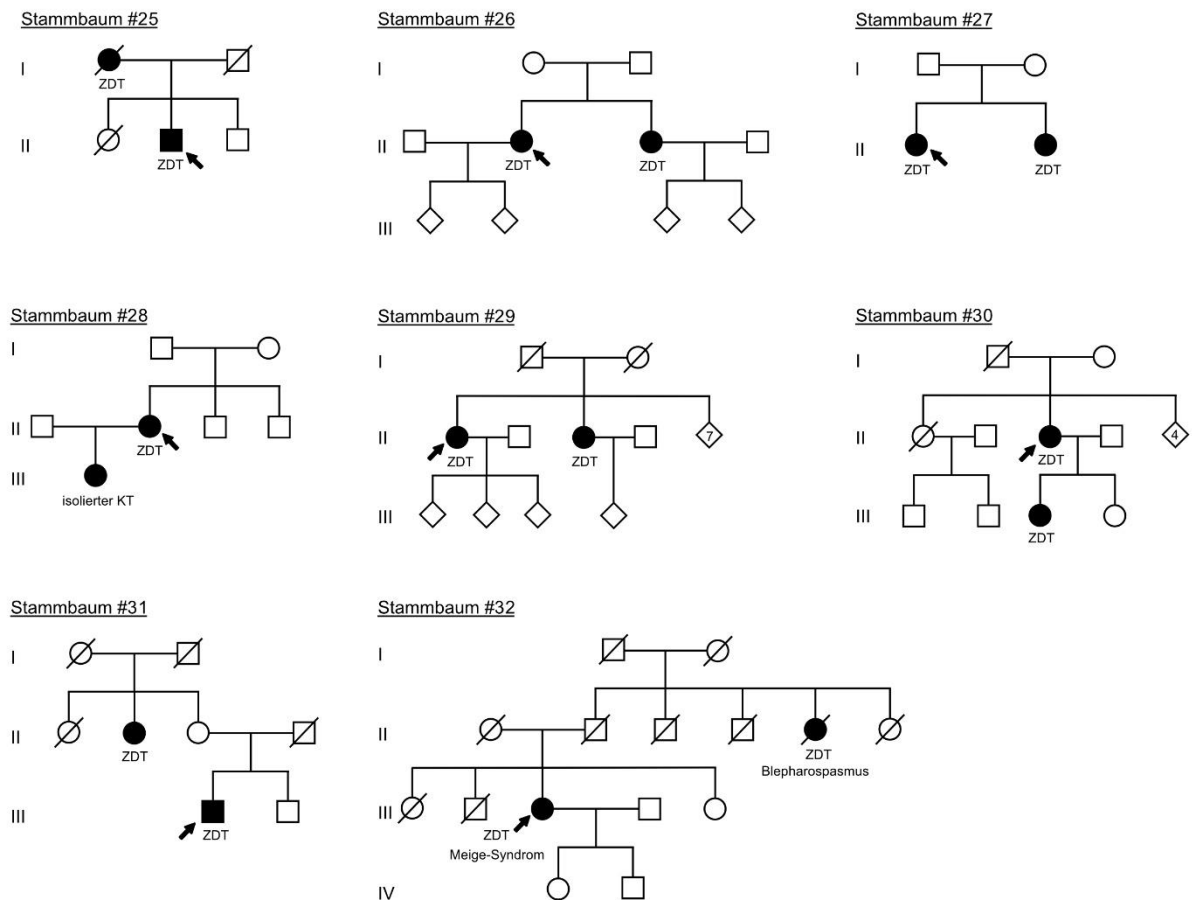 Stammbaum #25
I
ZDT
II
ZDT
Stammbaum #26
I
II
ZDT
ZDT
III
Stammbaum #27
I
II
ZDT
ZDT
Stammbaum #28
I
II
ZDT
III
isolierter KT
Stammbaum #29
I
II
7
ZDT
ZDT
III
Stammbaum #30
I
II
4
ZDT
III
ZDT
Stammbaum #31
I
II
ZDT
III
ZDT
Stammbaum #32
I
II
ZDT
Blepharospasmus
III
ZDT
Meige-Syndrom
IV